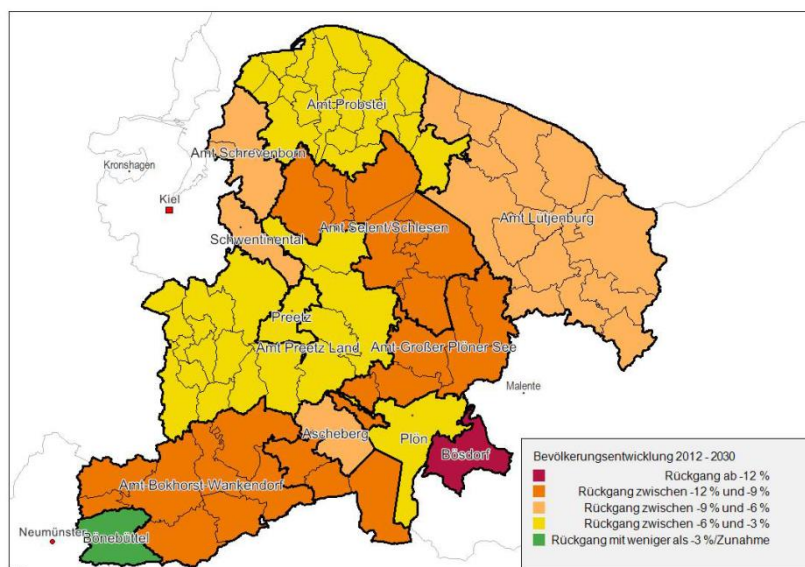 Amt Probstei
Kronshagen
Amt Schrevenborn
Kiel
Amt Lütjenburg
Amt Selent/Schlesen
Schwentinental
Preetz
Amt Preetz Land
Amt Großer Plöner See
Malente
Ascheberg
Plön
Bösdorf
Amt Bokhorst-Wankendorf
Neumünster
Bönebüttel
Bevölkerungsentwicklung 2012 - 2030
Rückgang ab -12 %
Rückgang zwischen -12 % und -9 %
Rückgang zwischen -9 % und -6 %
Rückgang zwischen -6 % und -3 %
Rückgang mit weniger als -3 %/Zunahme